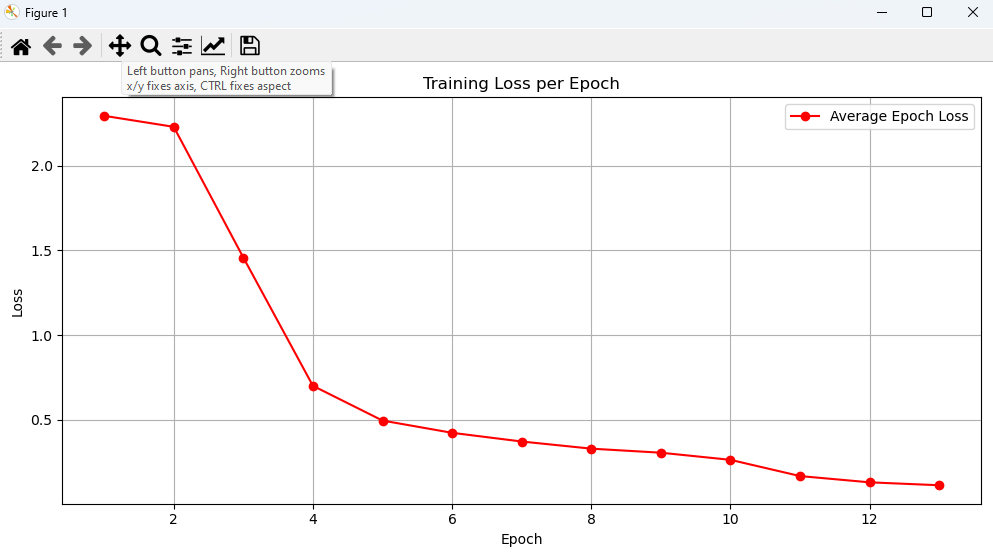 Figure 1
Left button pans, Right button zooms
x/y fixes axis, CTRL fixes aspect
Training Loss per Epoch
Average Epoch Loss
2.0
1.5
1.0
0.5
Loss
2 4 6 8 10 12
Epoch